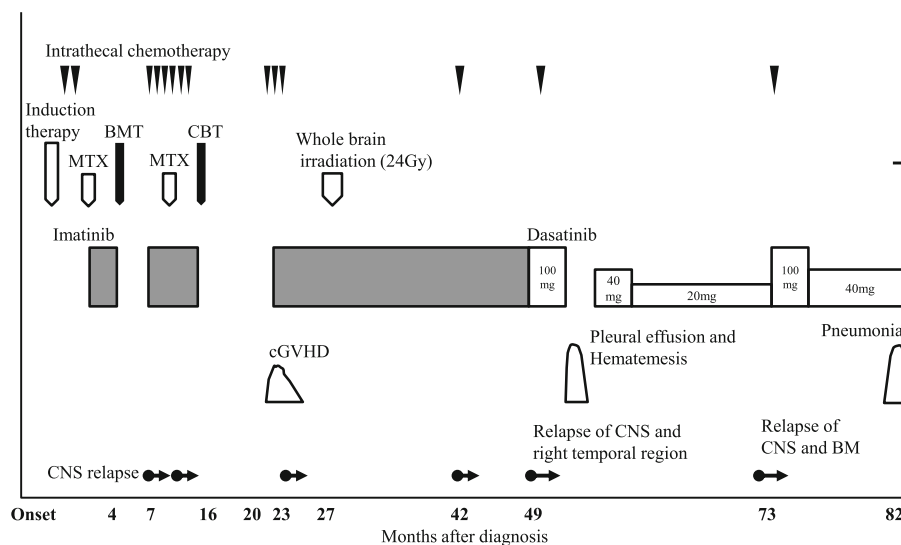 Intrathecal chemotherapy
Induction
therapy
BMT
CBT
MTX
MTX
Whole brain
irradiation (24Gy)
Imatinib
Dasatinib
100
mg
40
mg
20mg
100
mg
40mg
cGVHD
Pleural effusion and
Hematemesis
Pneumonia
CNS relapse
Relapse of CNS and
right temporal region
Relapse of
CNS and BM
Onset 4 7 16 20 23 27 42 49 73 82
Months after diagnosis